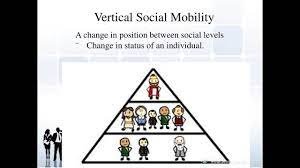 Vertical Social Mobility
A change in position between social levels
Change in status of an individual.